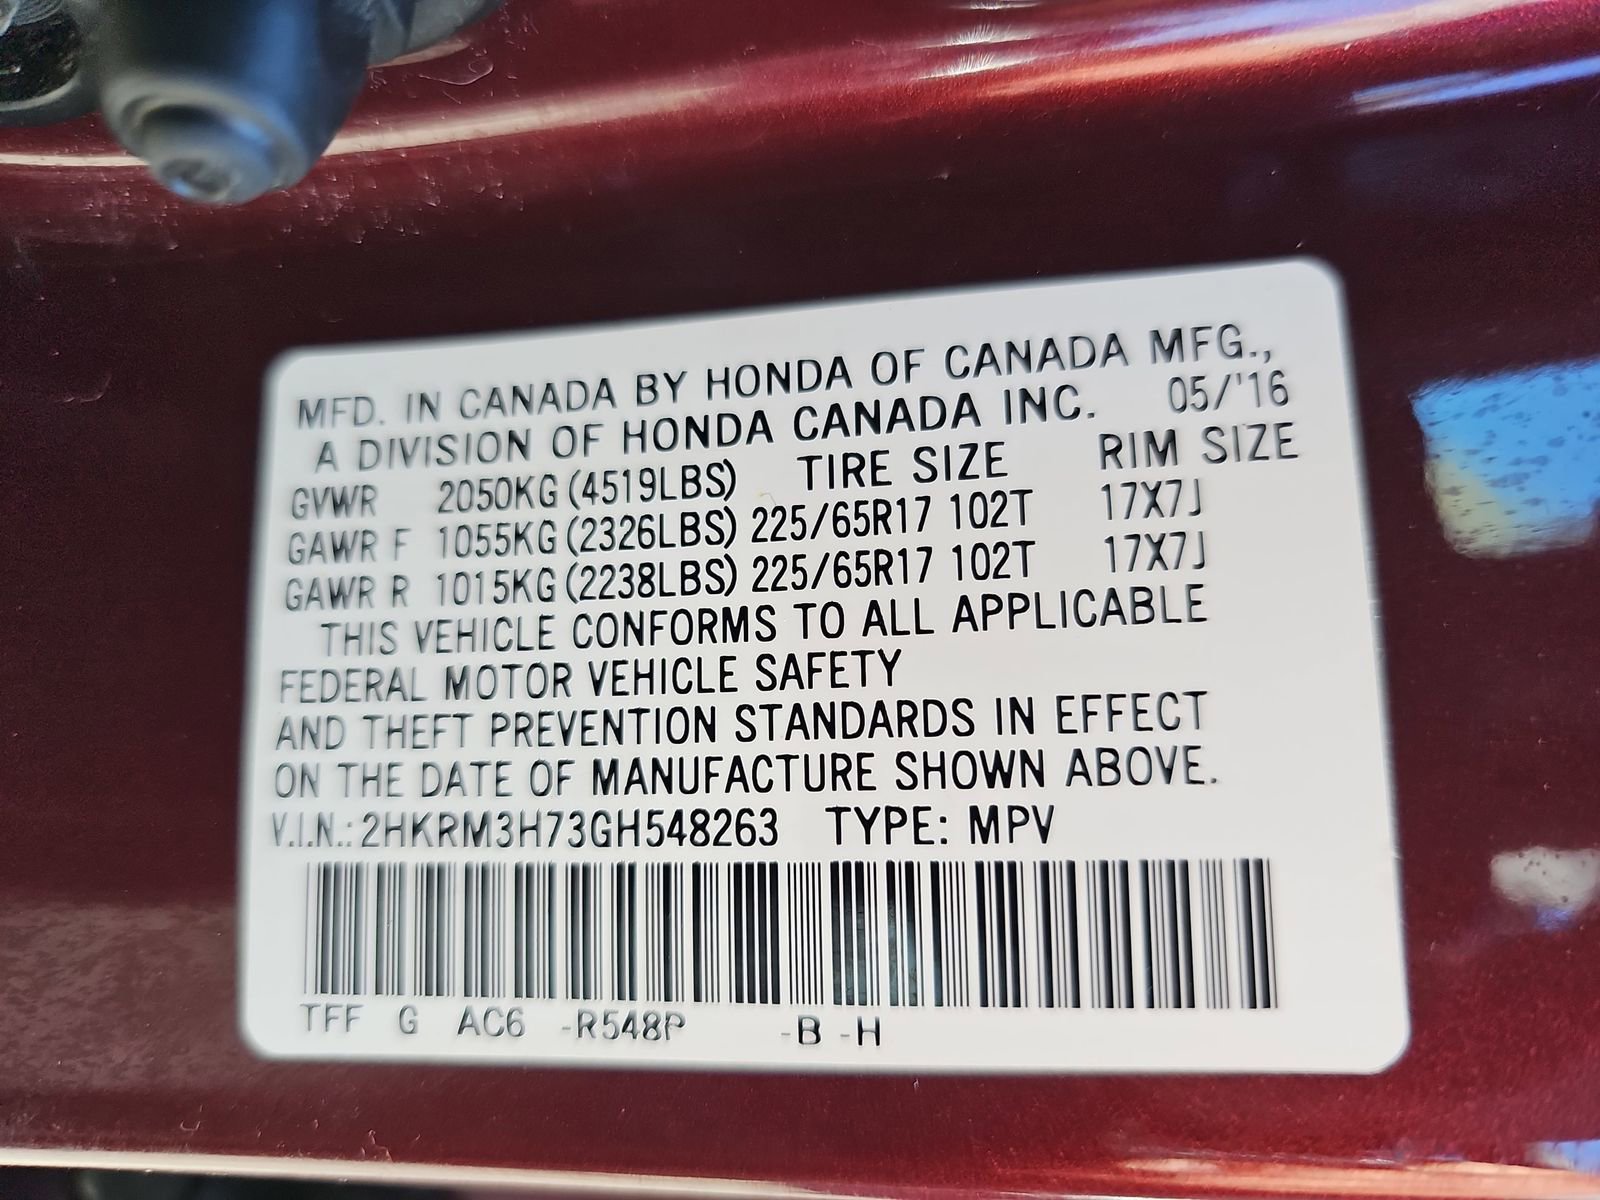 MFD. IN CANADA BY HONDA OF CANADA MFG.,
A DIVISION OF HONDA CANADA INC. 05/'16
GVWR 2050KG (4519LBS) TIRE SIZE RIM SIZE
GAWR F 1055KG (2326LBS) 225/65R17 102T 17X7J
GAWR R 1015KG (2238LBS) 225/65R17 102T 17X7J
THIS VEHICLE CONFORMS TO ALL APPLICABLE
FEDERAL MOTOR VEHICLE SAFETY
AND THEFT PREVENTION STANDARDS IN EFFECT
ON THE DATE OF MANUFACTURE SHOWN ABOVE.
V.I.N.: 2HKRM3H73GH548263 TYPE: MPV
TFF G AC6 -R548P -B -H